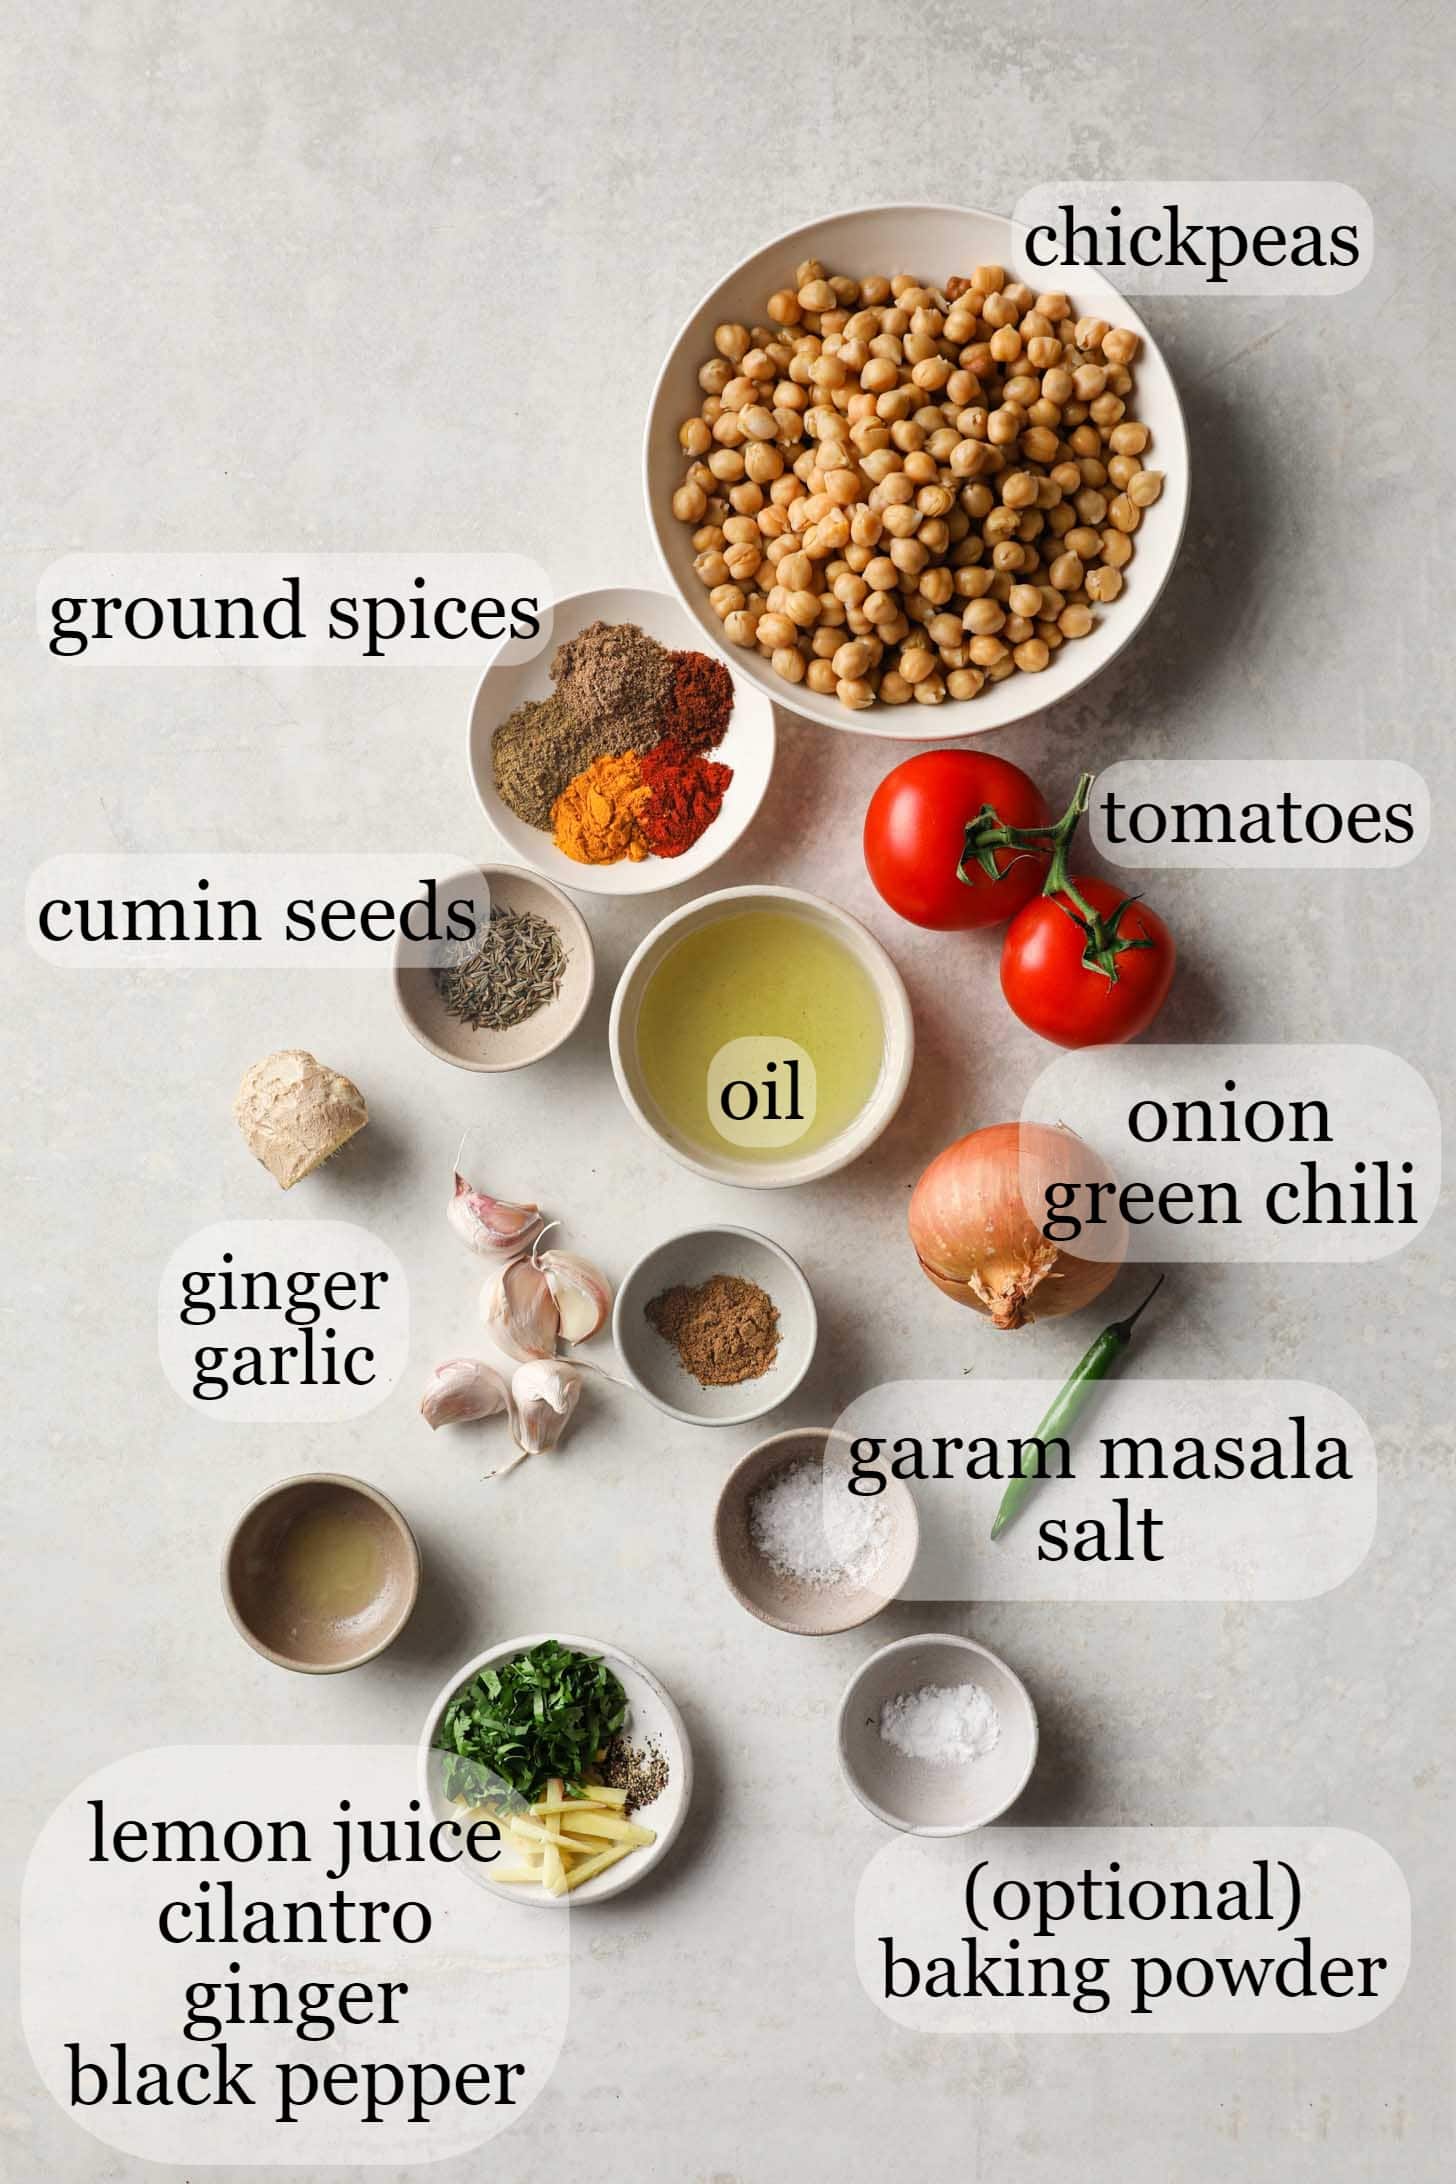 chickpeas
ground spices
tomatoes
cumin seeds
oil
onion
green chili
ginger
garlic
garam masala
salt
lemon juice
cilantro
ginger
black pepper
(optional)
baking powder